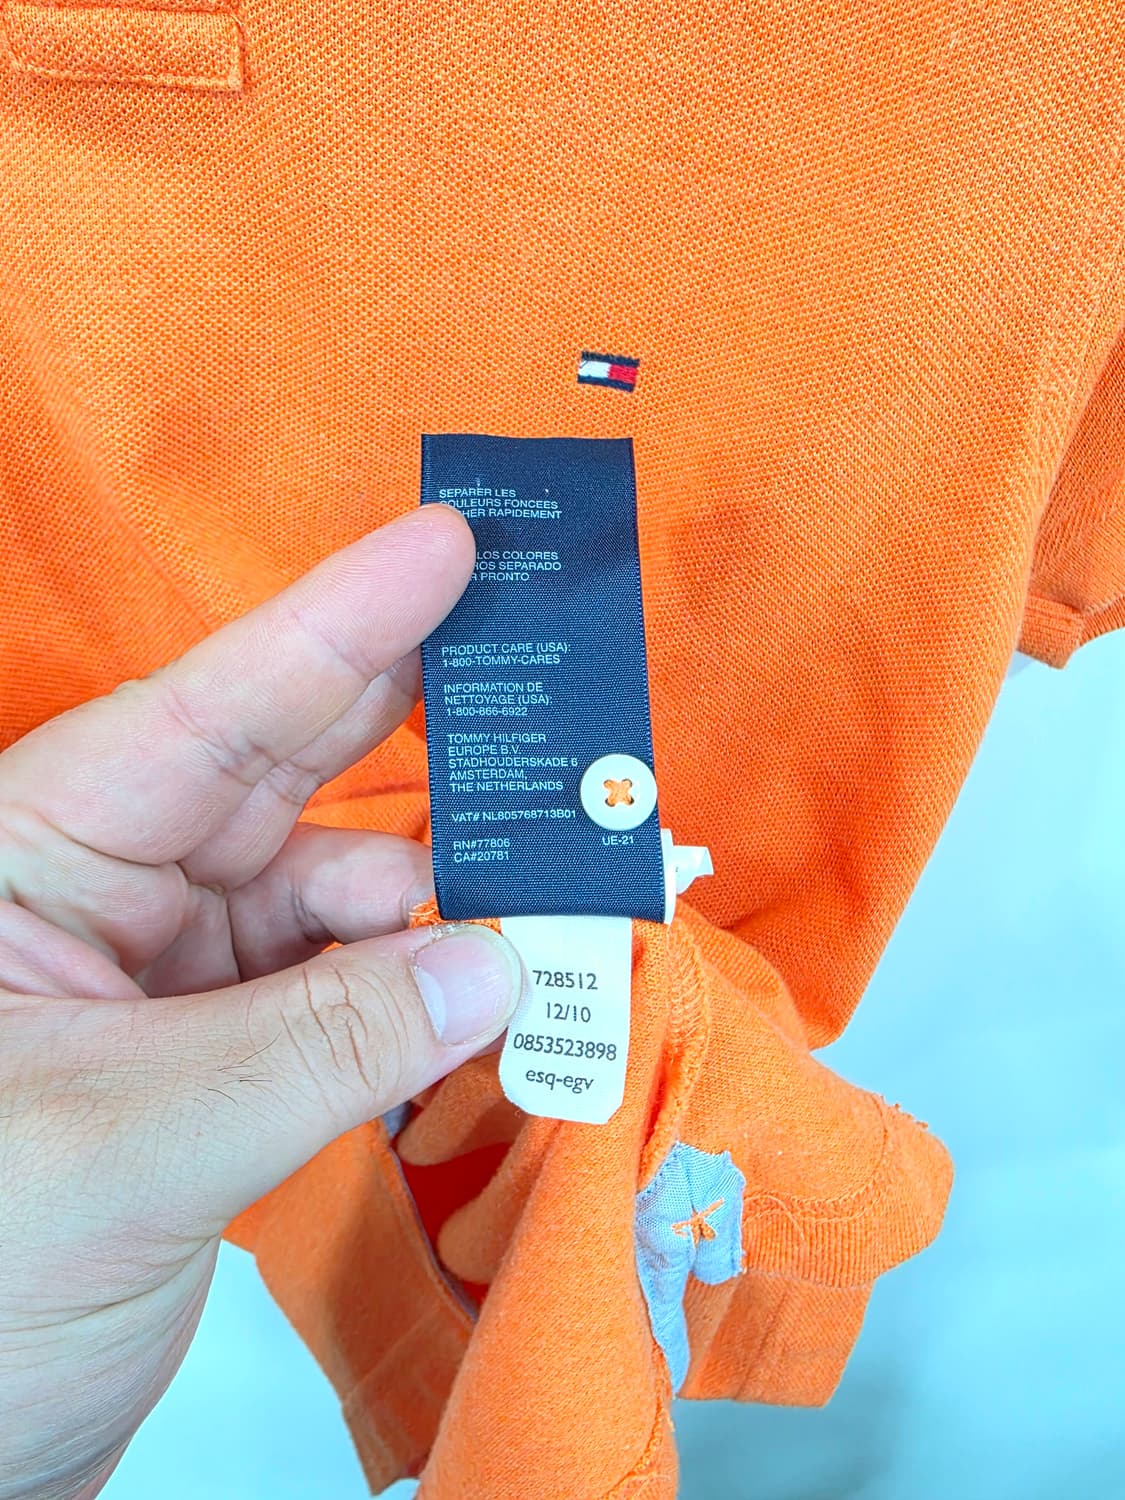 SEPARER LES
COULEURS FONCEES
HER RAPIDEMENT
LOS COLORES
ROS SEPARADO
R PRONTO
PRODUCT CARE (USA):
1-800-TOMMY-CARES
INFORMATION DE
NETTOYAGE (USA):
1-800-866-6922
TOMMY HILFIGER
EUROPE B.V.
STADHOUDERSKADE 6
AMSTERDAM,
THE NETHERLANDS
VAT# NL805768713B01
RN#77806
CA#20781
UE-21
728512
12/10
0853523898
esq-egv